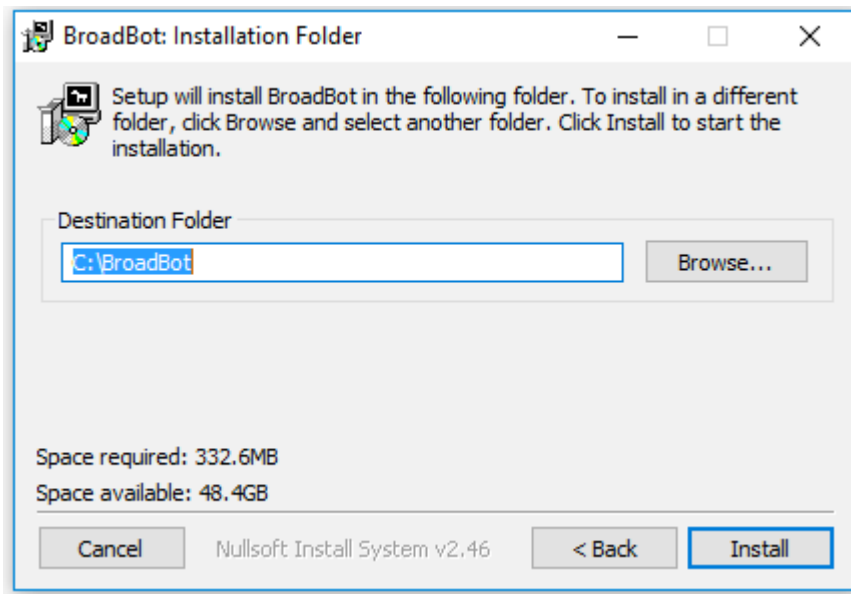 BroadBot: Installation Folder
Setup will install BroadBot in the following folder. To install in a different
folder, click Browse and select another folder. Click Install to start the
installation.
Destination Folder
C:\BroadBot
Browse...
Space required: 332.6MB
Space available: 48.4GB
Cancel
Nullsoft Install System v2.46
< Back
Install